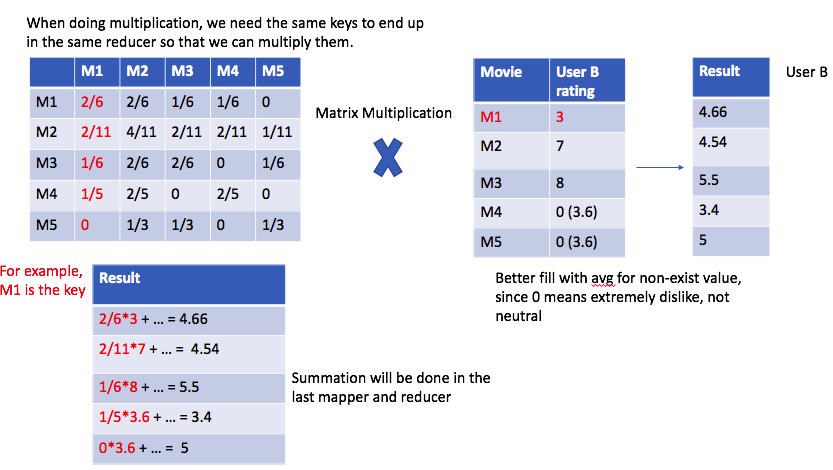 When doing multiplication, we need the same keys to end up
in the same reducer so that we can multiply them.
M1 M2 M3 M4 M5
M1 2/6 2/6 1/6 1/6 0
M2 2/11 4/11 2/11 2/11 1/11
M3 1/6 2/6 2/6 0 1/6
M4 1/5 2/5 0 2/5 0
M5 0 1/3 1/3 0 1/3
Matrix Multiplication
Movie User B
rating
M1 3
M2 7
M3 8
M4 0 (3.6)
M5 0 (3.6)
Result
4.66
4.54
5.5
3.4
5
User B
For example,
M1 is the key
Result
2/6*3 + ... = 4.66
2/11*7 + ... = 4.54
1/6*8 + ... = 5.5
1/5*3.6 + ... = 3.4
0*3.6 + ... = 5
Better fill with avg for non-exist value,
since 0 means extremely dislike, not
neutral
Summation will be done in the
last mapper and reducer